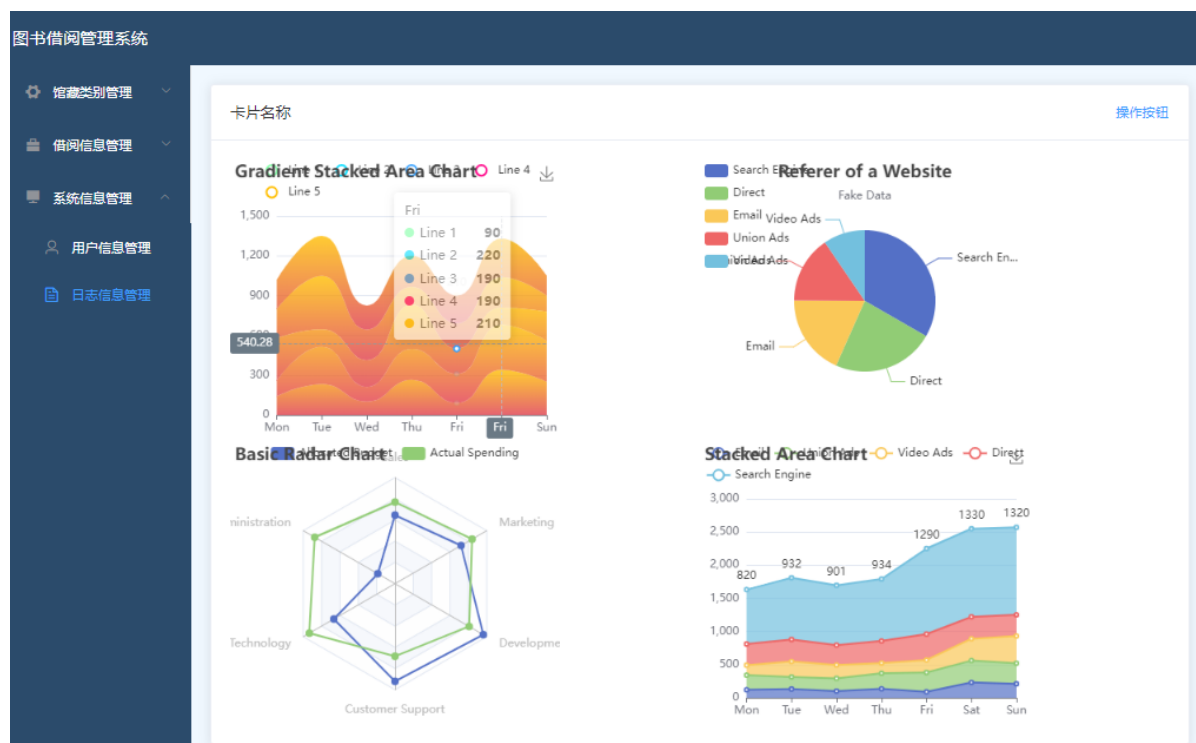 图书借阅管理系统
馆藏类别管理
借阅信息管理
系统信息管理
用户信息管理
日志信息管理
卡片名称
操作按钮
Gradient Stacked Area Chart
Line 4
Line 5
1,500
1,200
900
300
0
540.28
Fri
Line 1 90
Line 2 220
Line 3 190
Line 4 190
Line 5 210
Mon Tue Wed Thu Fri Fri Sun
Referer of a Website
Fake Data
Search Engine
Direct
Email
Union Ads
Video Ads
Video Ads
Search En...
Email
Direct
Basic Radar Chart
Actual Spending
ministration
Marketing
Technology
Developme
Customer Support
Stacked Area Chart
Video Ads
Direct
Search Engine
3,000
2,500
2,000
1,500
1,000
500
0
820 932 901 934 1290 1330 1320
Mon Tue Wed Thu Fri Sat Sun